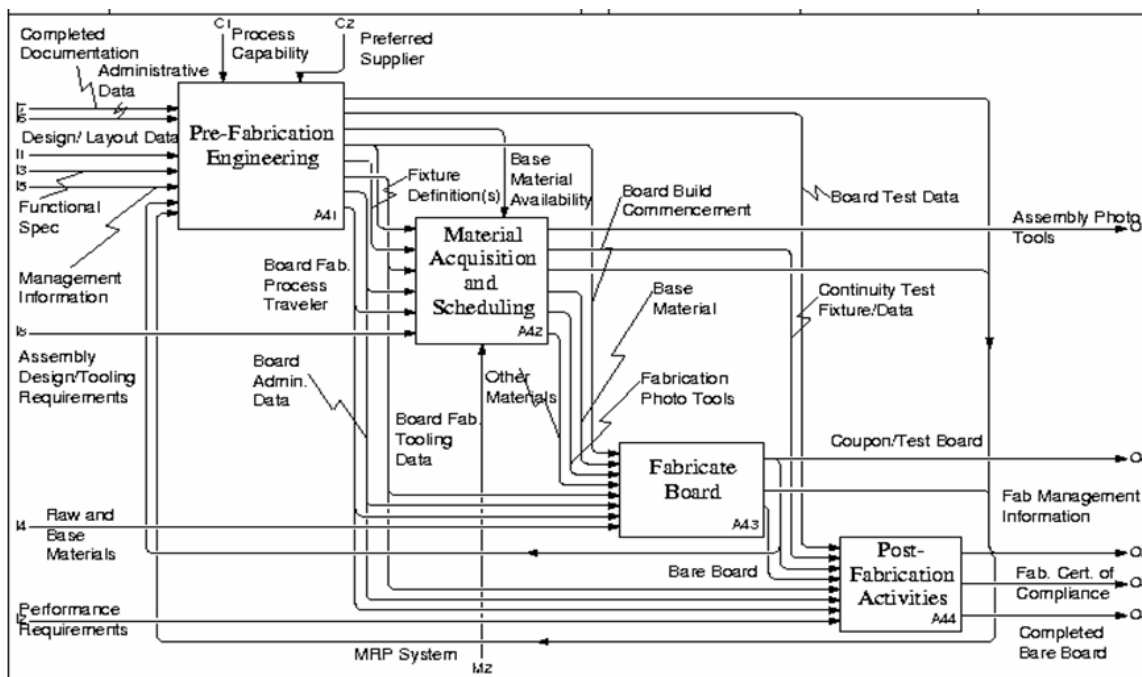 C1
C2
Completed
Documentation
Process
Capability
Preferred
Supplier
Administrative
Data
Design/ Layout Data
I1
I3
I5
Functional
Spec
Management
Information
Pre-Fabrication
Engineering
A41
Fixture
Definition(s)
Base
Material
Availability
Board Build
Commencement
Board Test Data
Assembly Photo
Tools
O
Material
Acquisition
and
Scheduling
A42
Board Fab.
Process
Traveler
Base
Material
Continuity Test
Fixture/Data
Assembly
Design/Tooling
Requirements
Board
Admin.
Data
Other
Materials
Fabrication
Photo Tools
Board Fab.
Tooling
Data
Coupon/Test Board
O
Fabricate
Board
A43
Fab Management
Information
I4
Raw and
Base
Materials
Bare Board
Post-
Fabrication
Activities
A44
O
Fab. Cert. of
Compliance
O
Performance
Requirements
O
Completed
Bare Board
MRP System
M2